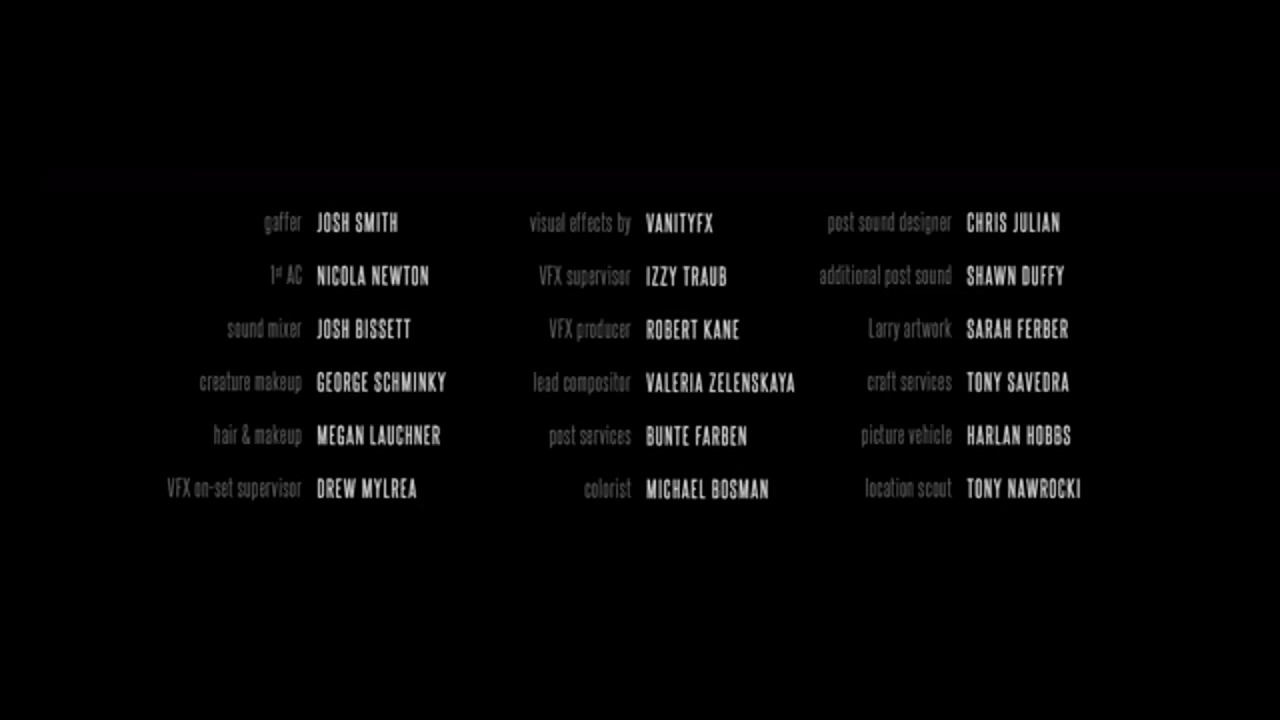 gaffer JOSH SMITH
1st AC NICOLA NEWTON
sound mixer JOSH BISSETT
creature makeup GEORGE SCHMINKY
hair & makeup MEGAN LAUCHNER
VFX on-set supervisor DREW MYLREA
visual effects by VANITYFX
VFX supervisor IZZY TRAUB
VFX producer ROBERT KANE
lead compositor VALERIA ZELENSKAYA
post services BUNTE FARBEN
colorist MICHAEL BOSMAN
post sound designer CHRIS JULIAN
additional post sound SHAWN DUFFY
Larry artwork SARAH FERBER
craft services TONY SAVEDRA
picture vehicle HARLAN HOBBS
location scout TONY NAWROCKI